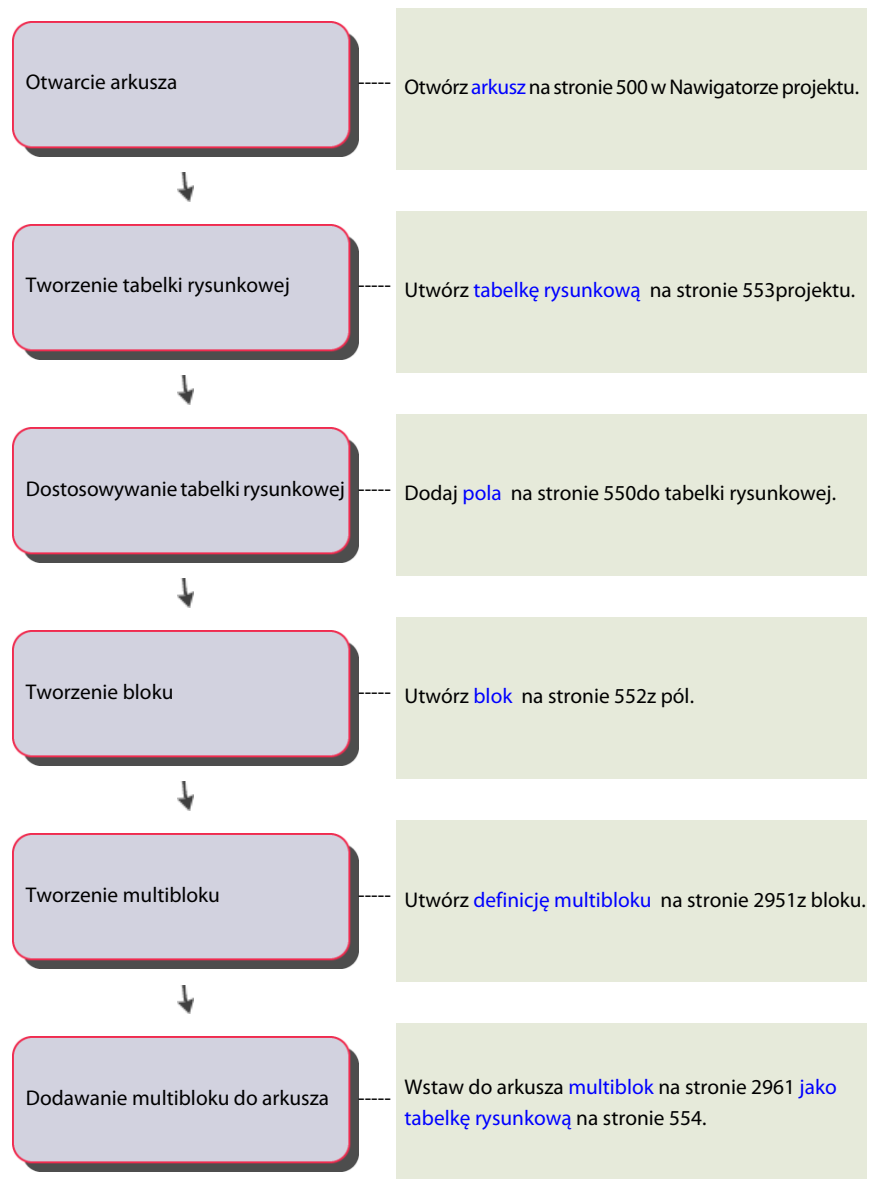 Otwarcie arkusza
Otwórz arkusz na stronie 500 w Nawigatorze projektu.
Tworzenie tabelki rysunkowej
Utwórz tabelkę rysunkową na stronie 553projektu.
Dostosowywanie tabelki rysunkowej
Dodaj pola na stronie 550do tabelki rysunkowej.
Tworzenie bloku
Utwórz blok na stronie 552z pól.
Tworzenie multibloku
Utwórz definicję multibloku na stronie 2951z bloku.
Dodawanie multibloku do arkusza
Wstaw do arkusza multiblok na stronie 2961 jako
tabelkę rysunkową na stronie 554.